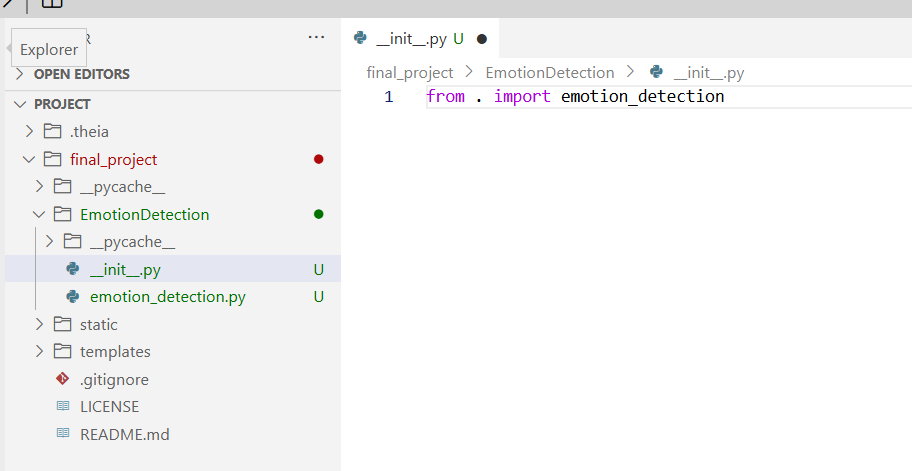 Explorer
R
...
OPEN EDITORS
PROJECT
.theia
final_project
__pycache__
EmotionDetection
__pycache__
__init__.py U
emotion_detection.py U
static
templates
.gitignore
LICENSE
README.md
__init__.py U
final_project > EmotionDetection > __init__.py
1 from . import emotion_detection